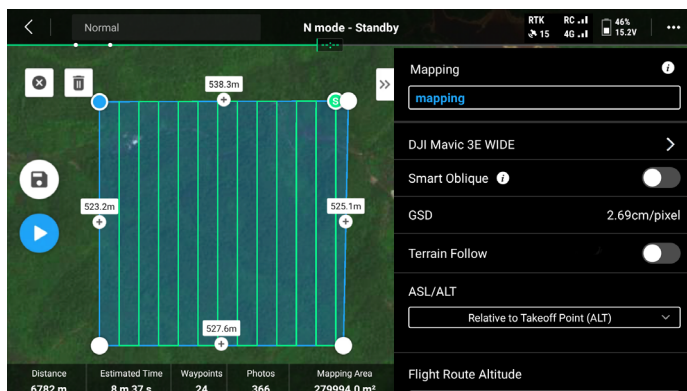 Normal
N mode - Standby
RTK
15
RC
4G
46%
15.2V
--:--
538.3m
S
523.2m
525.1m
527.6m
Mapping
mapping
DJI Mavic 3E WIDE
Smart Oblique
GSD 2.69cm/pixel
Terrain Follow
ASL/ALT
Relative to Takeoff Point (ALT)
Flight Route Altitude
Distance Estimated Time Waypoints Photos Mapping Area
6782 m 8 m 37 s 24 366 279994.0 m²